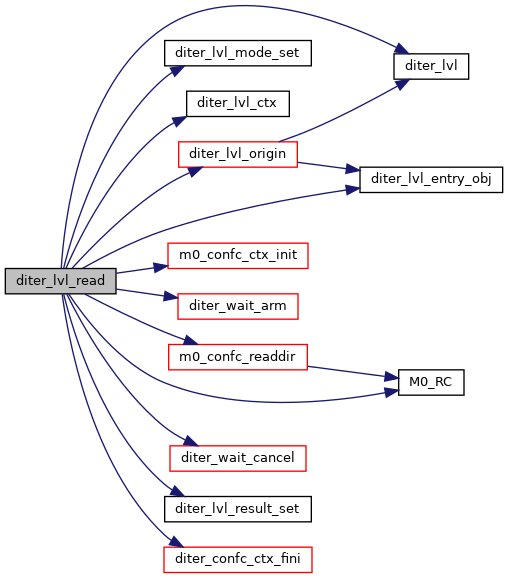 diter_lvl_mode_set
diter_lvl
diter_lvl_ctx
diter_lvl_origin
diter_lvl_entry_obj
m0_confc_ctx_init
diter_lvl_read
diter_wait_arm
m0_confc_readdir
M0_RC
diter_wait_cancel
diter_lvl_result_set
diter_confc_ctx_fini